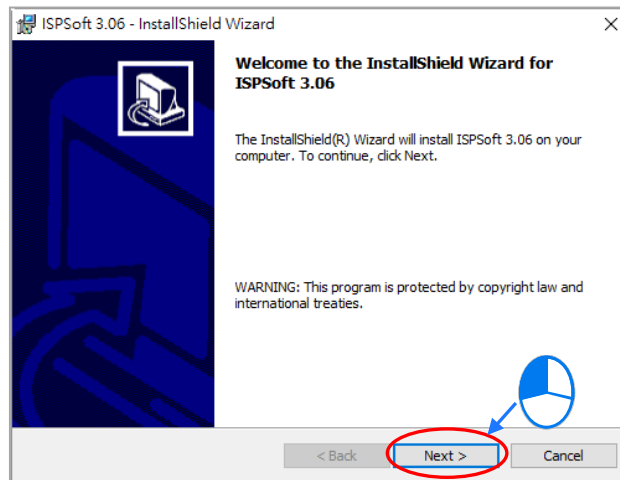 ISPSoft 3.06 - InstallShield Wizard
Welcome to the InstallShield Wizard for
ISPSoft 3.06
The InstallShield(R) Wizard will install ISPSoft 3.06 on your
computer. To continue, click Next.
WARNING: This program is protected by copyright law and
international treaties.
< Back Next > Cancel